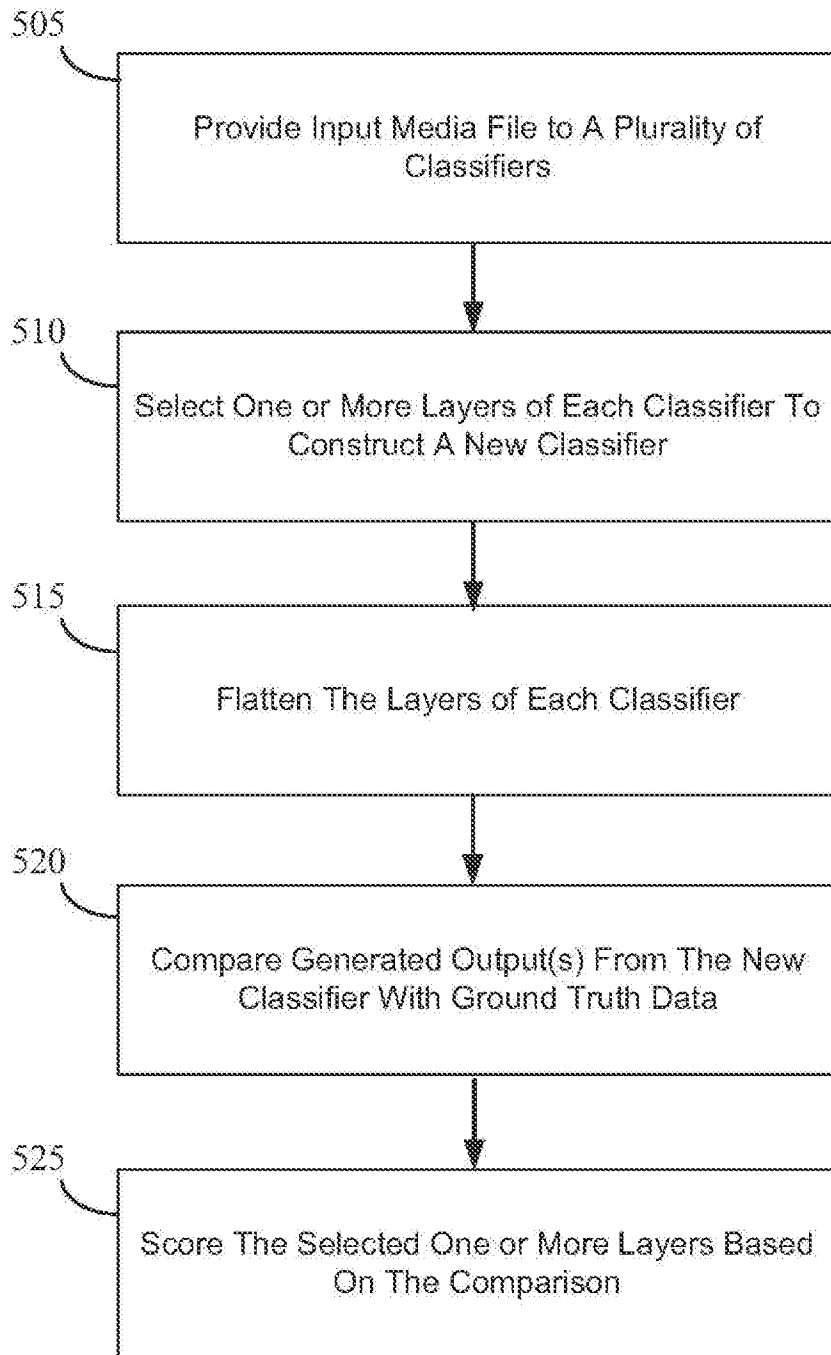 505
Provide Input Media File to A Plurality of
Classifiers
510
Select One or More Layers of Each Classifier To
Construct A New Classifier
515
Flatten The Layers of Each Classifier
520
Compare Generated Output(s) From The New
Classifier With Ground Truth Data
525
Score The Selected One or More Layers Based
On The Comparison